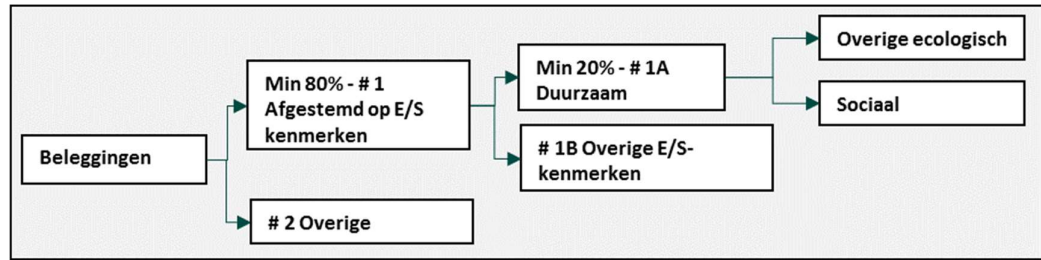 Beleggingen
Min 80% - # 1
Afgestemd op E/S
kenmerken
# 2 Overige
Min 20% - # 1A
Duurzaam
# 1B Overige E/S-
kenmerken
Overige ecologisch
Sociaal